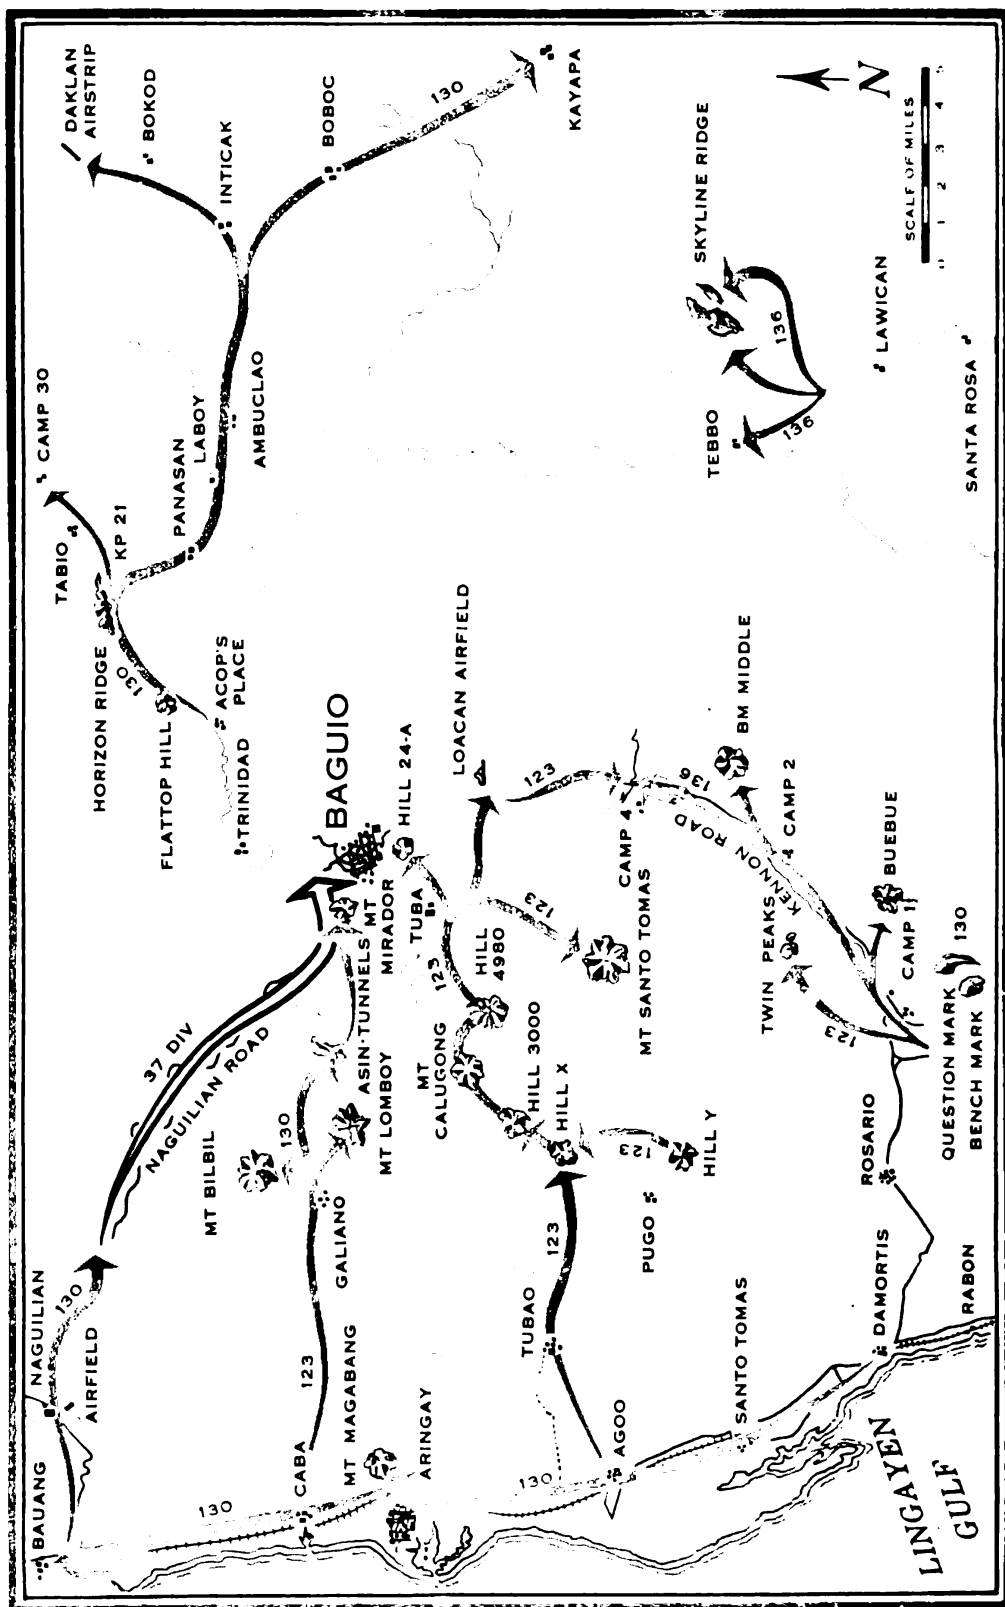 BAUANG
NAGUILIAN
AIRFIELD
130
130
CABA
MT MAGABANG
ARINGAY
123
GALIANO
MT BILBIL
130
MT LOMBOY
ASIN-TUNNELS
37 DIV
NAGUILIAN ROAD
MT
MIRADOR
BAGUIO
HILL 24-A
TUBA
123
HILL
4980
MT
CALUGONG
HILL 3000
HILL X
123
HILL Y
PUGO
TUBAO
123
AGOO
130
SANTO TOMAS
DAMORTIS
RABON
ROSARIO
LINGAYEN
GULF
QUESTION MARK
BENCH MARK
130
123
CAMP 1
BUEBUE
TWIN PEAKS
KENNON ROAD
CAMP 2
136
BM MIDDLE
CAMP 4
MT SANTO TOMAS
123
123
LOACAN AIRFIELD
TRINIDAD
ACOP'S
PLACE
FLATTOP HILL
130
HORIZON RIDGE
TABIO
KP 21
CAMP 30
PANASAN
LABOY
AMBUCLAO
INTICAK
BOKOD
DAKLAN
AIRSTRIP
BOBOC
130
KAYAPA
TEBBO
136
136
SKYLINE RIDGE
LAWICAN
SANTA ROSA
N
SCALE OF MILES
0 1 2 3 4 5